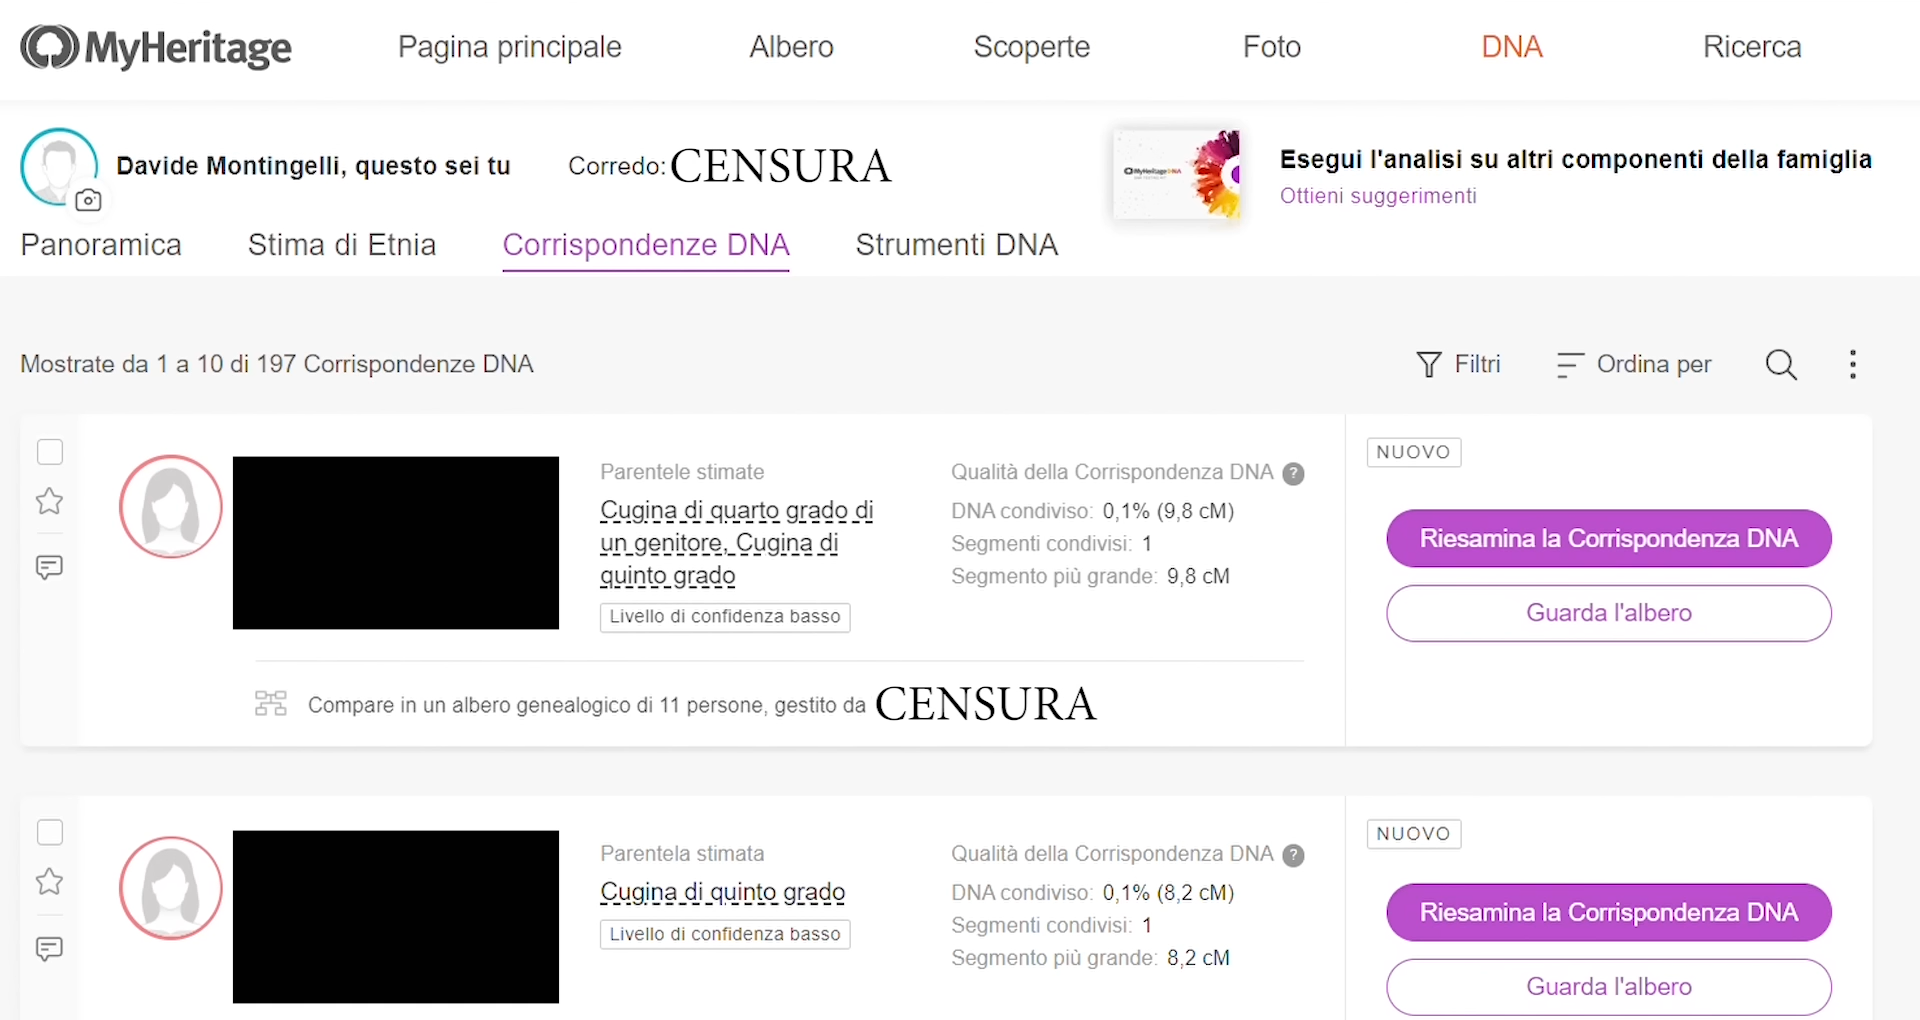 MyHeritage
Pagina principale
Albero
Scoperte
Foto
DNA
Ricerca
Davide Montingelli, questo sei tu
Corredo: CENSURA
MyHeritage DNA
Esegui l'analisi su altri componenti della famiglia
Ottieni suggerimenti
Panoramica
Stima di Etnia
Corrispondenze DNA
Strumenti DNA
Mostrate da 1 a 10 di 197 Corrispondenze DNA
Filtri
Ordina per
Parentele stimate
Cugina di quarto grado di
un genitore, Cugina di
quinto grado
Livello di confidenza basso
Qualità della Corrispondenza DNA ?
DNA condiviso: 0,1% (9,8 cM)
Segmenti condivisi: 1
Segmento più grande: 9,8 cM
NUOVO
Riesamina la Corrispondenza DNA
Guarda l'albero
Compare in un albero genealogico di 11 persone, gestito da CENSURA
Parentela stimata
Cugina di quinto grado
Livello di confidenza basso
Qualità della Corrispondenza DNA ?
DNA condiviso: 0,1% (8,2 cM)
Segmenti condivisi: 1
Segmento più grande: 8,2 cM
NUOVO
Riesamina la Corrispondenza DNA
Guarda l'albero